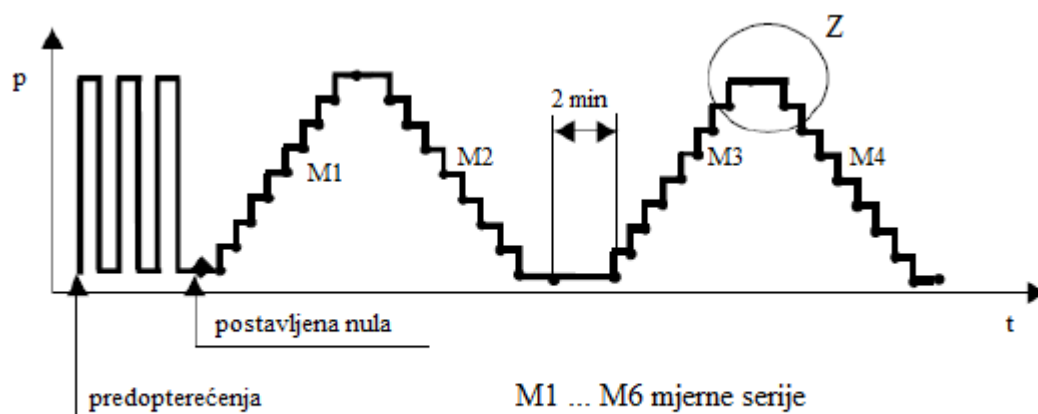 Z
p
2 min
M1
M2
M3
M4
postavljena nula
t
predopterećenja
M1 ... M6 mjerne serije